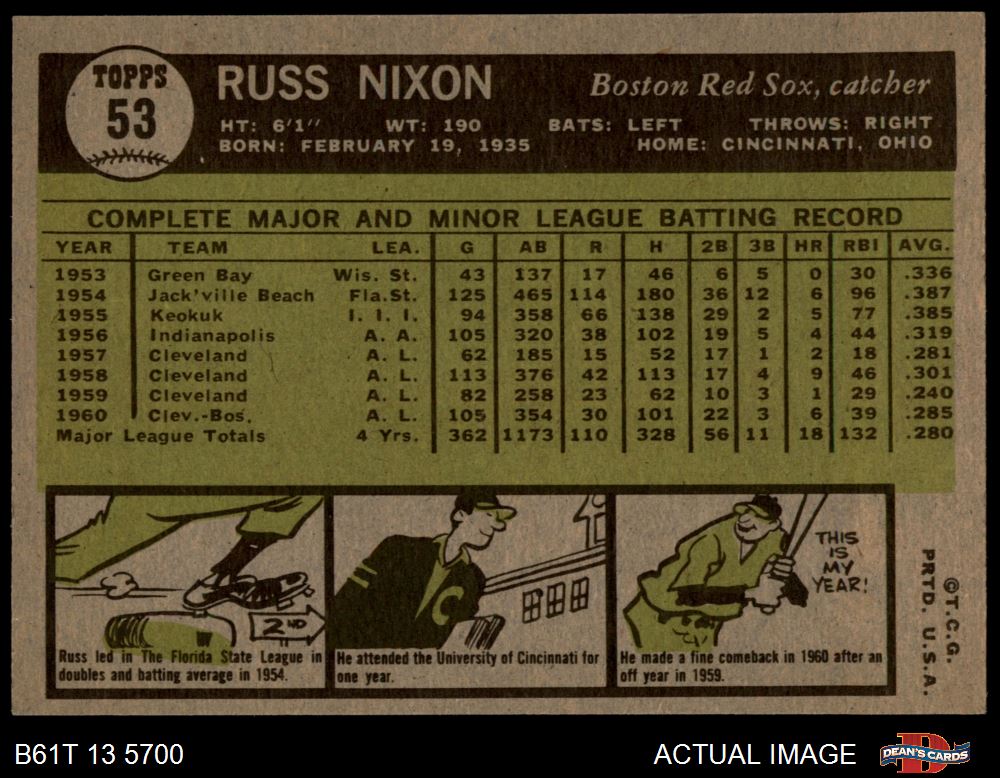 TOPPS
53
RUSS NIXON
Boston Red Sox, catcher
HT: 6'1" WT: 190 BATS: LEFT THROWS: RIGHT
BORN: FEBRUARY 19, 1935 HOME: CINCINNATI, OHIO
COMPLETE MAJOR AND MINOR LEAGUE BATTING RECORD
YEAR TEAM LEA. G AB R H 2B 3B HR RBI AVG.
1953 Green Bay Wis. St. 43 137 17 46 6 5 0 30 .336
1954 Jack'ville Beach Fla.St. 125 465 114 180 36 12 6 96 .387
1955 Keokuk I. I. I. 94 358 66 138 29 2 5 77 .385
1956 Indianapolis A. A. 105 320 38 102 19 5 4 44 .319
1957 Cleveland A. L. 62 185 15 52 17 1 2 18 .281
1958 Cleveland A. L. 113 376 42 113 17 4 9 46 .301
1959 Cleveland A. L. 82 258 23 62 10 3 1 29 .240
1960 Clev.-Bos. A. L. 105 354 30 101 22 3 6 39 .285
Major League Totals 4 Yrs. 362 1173 110 328 56 11 18 132 .280
2ND
Russ led in The Florida State League in
doubles and batting average in 1954.
C
He attended the University of Cincinnati for
one year.
THIS
IS
MY
YEAR!
He made a fine comeback in 1960 after an
off year in 1959.
©T.C.G.
PRTD. U.S.A.
B61T 13 5700
ACTUAL IMAGE
D
DEAN'S CARDS